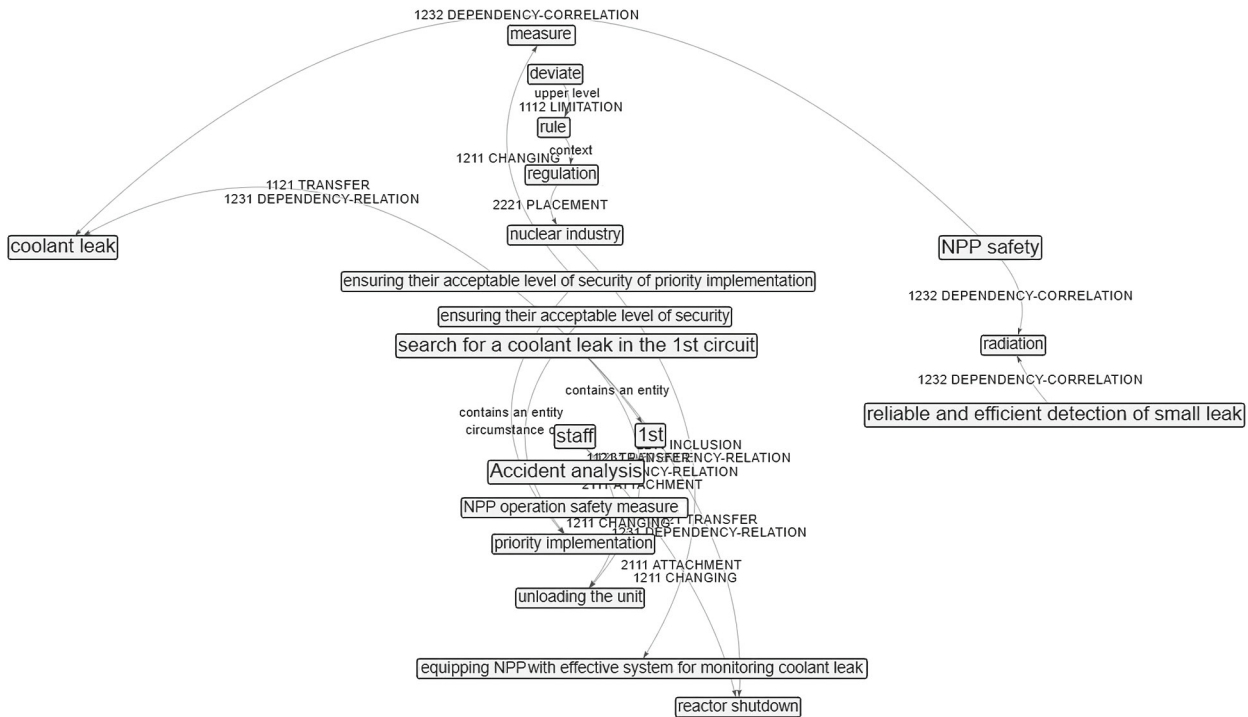 1232 DEPENDENCY-CORRELATION
measure
deviate
upper level
1112 LIMITATION
rule
context
1211 CHANGING
regulation
1121 TRANSFER
1231 DEPENDENCY-RELATION
2221 PLACEMENT
nuclear industry
coolant leak
NPP safety
ensuring their acceptable level of security of priority implementation
1232 DEPENDENCY-CORRELATION
ensuring their acceptable level of security
search for a coolant leak in the 1st circuit
radiation
1232 DEPENDENCY-CORRELATION
contains an entity
reliable and efficient detection of small leak
contains an entity
circumstance
staff
1st
INCLUSION
TRANSFER
DEPENDENCY-RELATION
Accident analysis
DEPENDENCY-RELATION
2111 ATTACHMENT
NPP operation safety measure
1211 CHANGING
TRANSFER
1231 DEPENDENCY-RELATION
priority implementation
2111 ATTACHMENT
1211 CHANGING
unloading the unit
equipping NPP with effective system for monitoring coolant leak
reactor shutdown